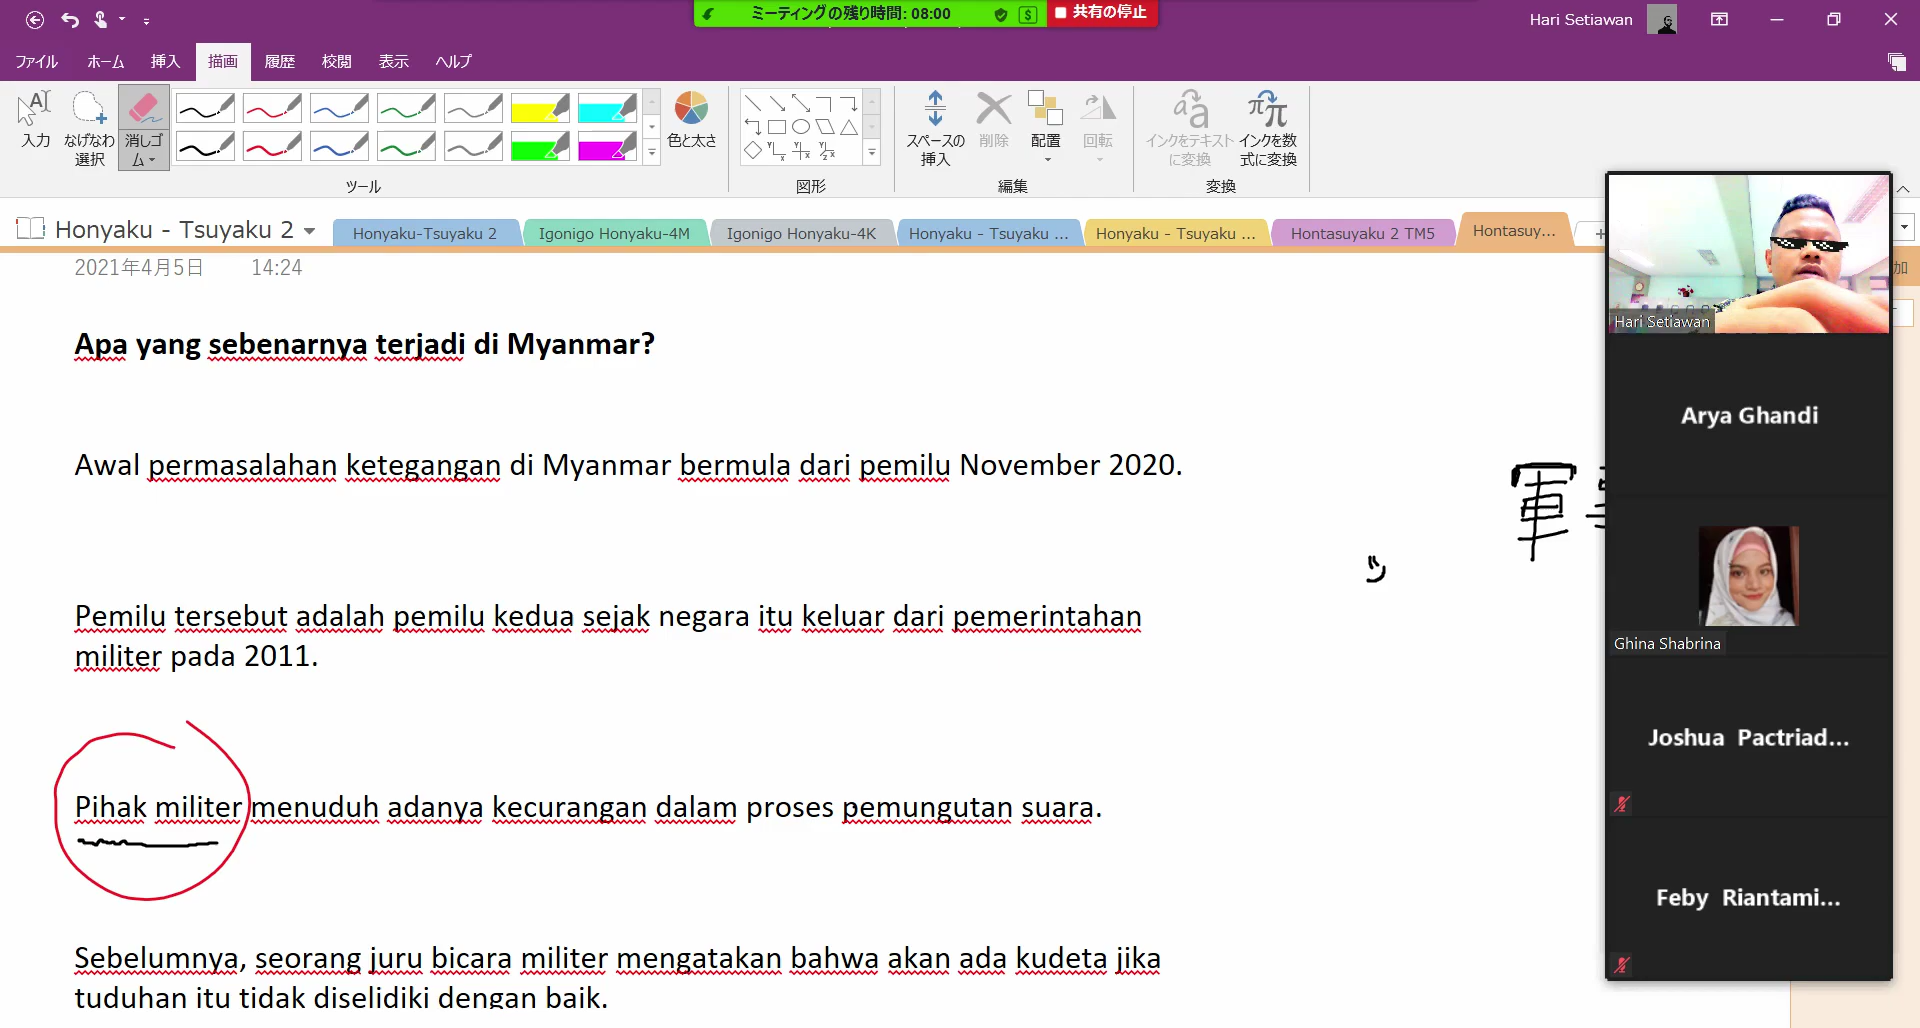 ミーティングの残り時間: 08:00
共有の停止
Hari Setiawan
ファイル ホーム 挿入 描画 履歴 校閲 表示 ヘルプ
入力
なげなわ
選択
消しゴ
ム
色と太さ
スペースの
挿入
削除
配置
回転
インクをテキスト
に変換
インクを数
式に変換
ツール
図形
編集
変換
Honyaku - Tsuyaku 2
Honyaku-Tsuyaku 2
Igonigo Honyaku-4M
Igonigo Honyaku-4K
Honyaku - Tsuyaku ...
Honyaku - Tsuyaku ...
Hontasuyaku 2 TM5
Hontasuy...
加
2021年4月5日 14:24
Apa yang sebenarnya terjadi di Myanmar?
Awal permasalahan ketegangan di Myanmar bermula dari pemilu November 2020.
軍
Pemilu tersebut adalah pemilu kedua sejak negara itu keluar dari pemerintahan
militer pada 2011.
Pihak militer menuduh adanya kecurangan dalam proses pemungutan suara.
Sebelumnya, seorang juru bicara militer mengatakan bahwa akan ada kudeta jika
tuduhan itu tidak diselidiki dengan baik.
Hari Setiawan
Arya Ghandi
Ghina Shabrina
Joshua Pactriad...
Feby Riantami...